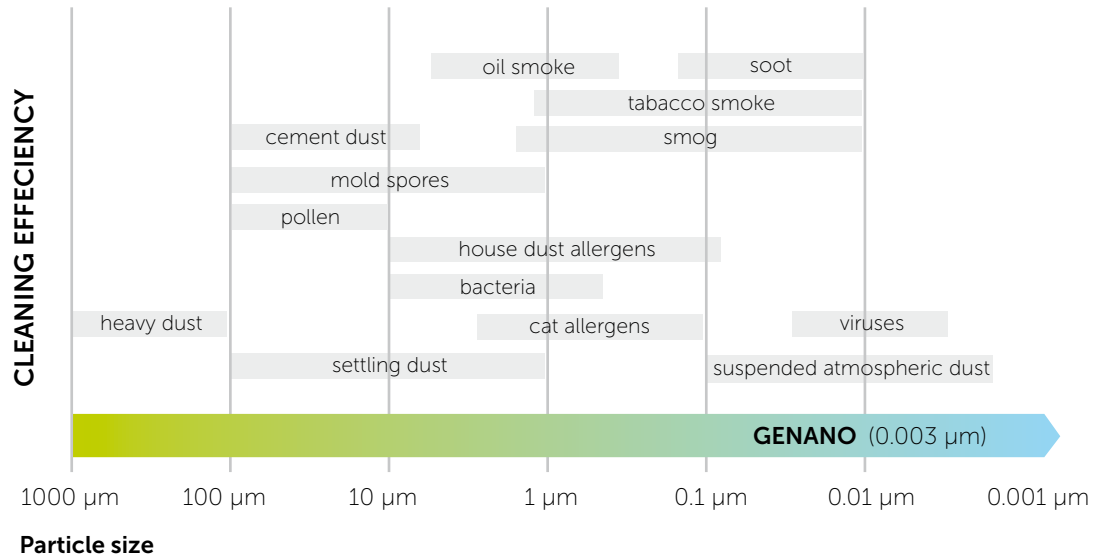 CLEANING EFFECIENCY
oil smoke
soot
tabacco smoke
cement dust
smog
mold spores
pollen
house dust allergens
bacteria
heavy dust
cat allergens
viruses
settling dust
suspended atmospheric dust
GENANO (0.003 µm)
1000 µm 100 µm 10 µm 1 µm 0.1 µm 0.01 µm 0.001 µm
Particle size